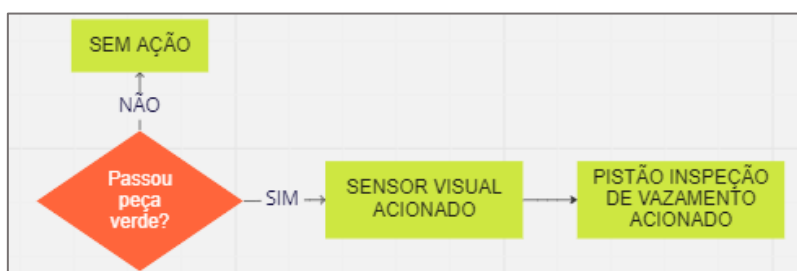 SEM AÇÃO
NÃO
Passou
peça
verde?
SIM
SENSOR VISUAL
ACIONADO
PISTÃO INSPEÇÃO
DE VAZAMENTO
ACIONADO